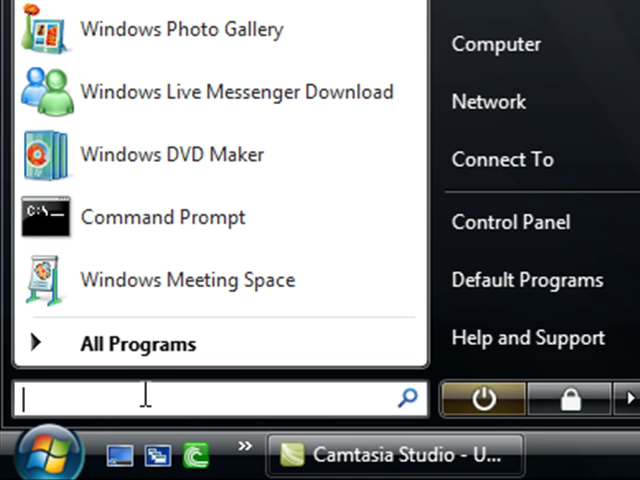 Windows Photo Gallery
Windows Live Messenger Download
Windows DVD Maker
C:\_
Command Prompt
Windows Meeting Space
All Programs
Computer
Network
Connect To
Control Panel
Default Programs
Help and Support
»
Camtasia Studio - U...